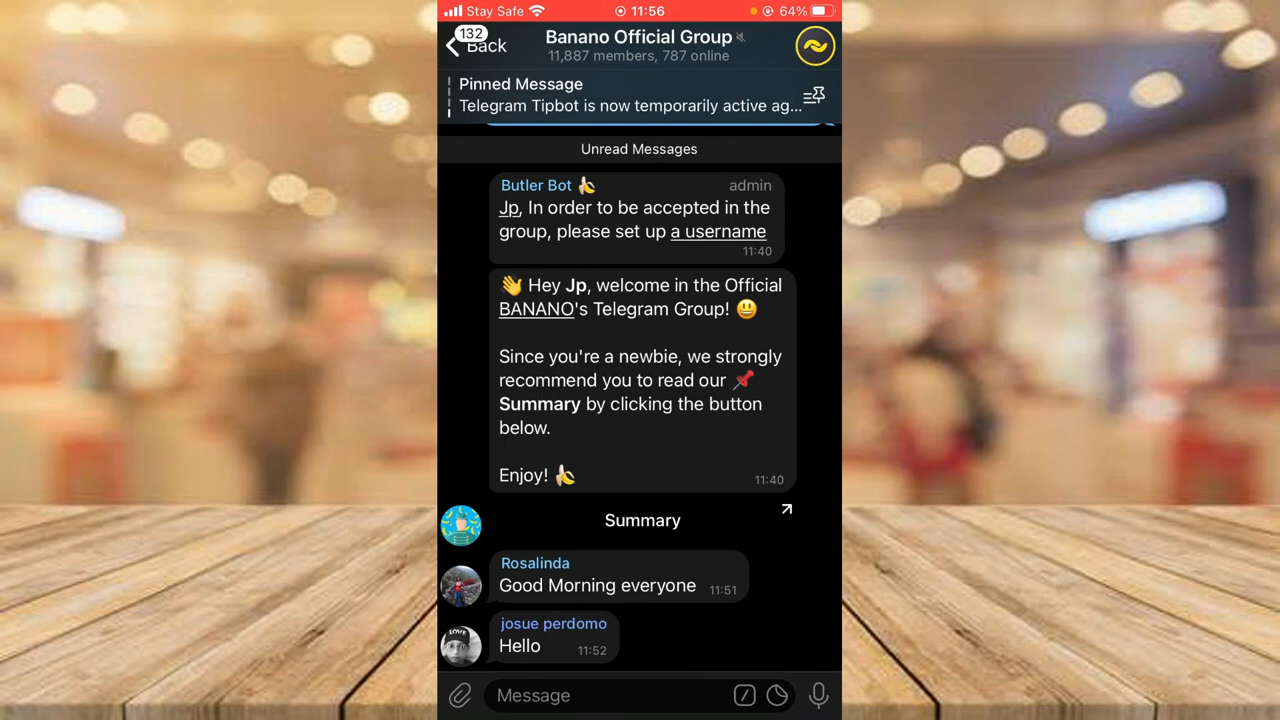 Stay Safe 11:56 64%
132
Back
Banano Official Group
11,887 members, 787 online
Pinned Message
Telegram Tipbot is now temporarily active ag...
Unread Messages
Butler Bot 🍌 admin
Jp, In order to be accepted in the
group, please set up a username
11:40
👋 Hey Jp, welcome in the Official
BANANO's Telegram Group! 😃
Since you're a newbie, we strongly
recommend you to read our 📌
Summary by clicking the button
below.
Enjoy! 🍌 11:40
Summary
Rosalinda
Good Morning everyone 11:51
josue perdomo
LOVE
Hello 11:52
Message